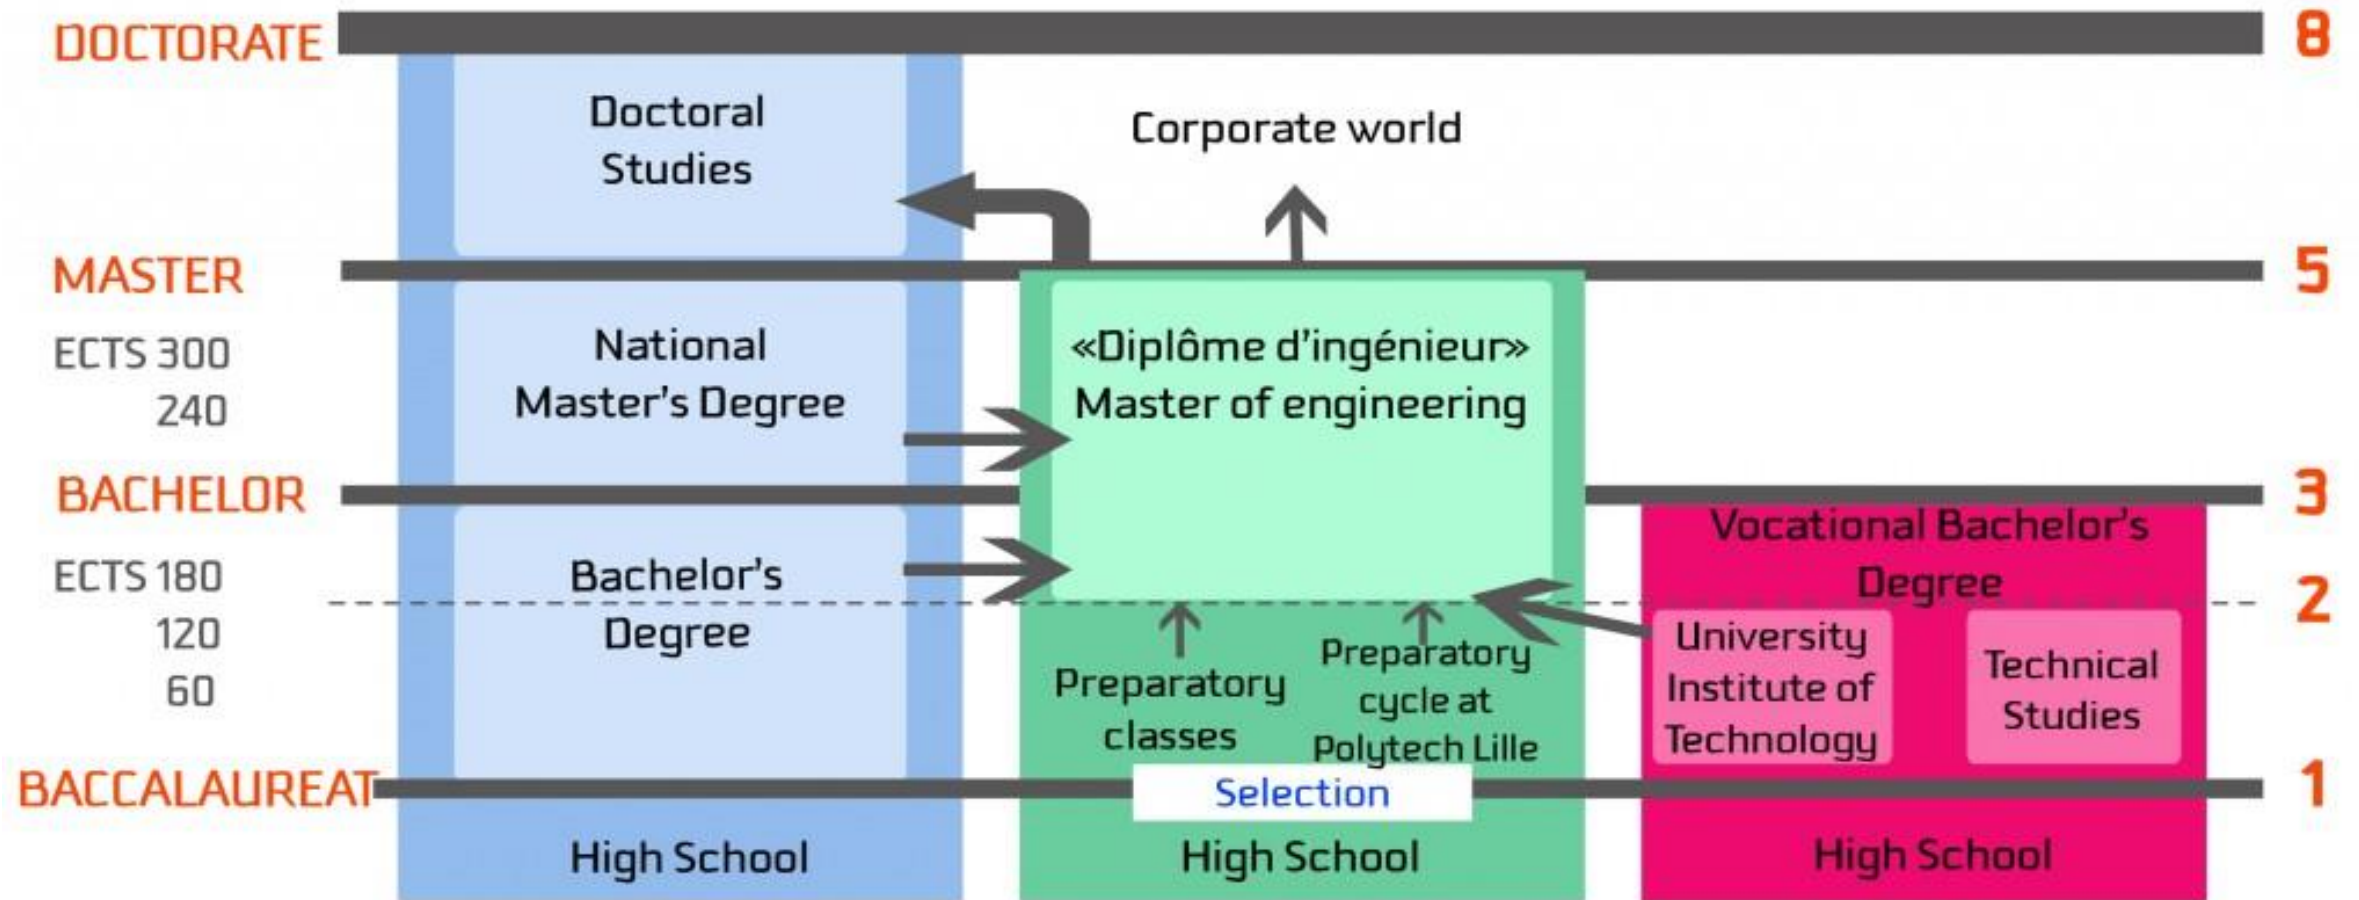 DOCTORATE
8
Doctoral
Studies
Corporate world
MASTER
5
ECTS 300
240
National
Master's Degree
«Diplôme d'ingénieur»
Master of engineering
BACHELOR
3
ECTS 180
120
60
Bachelor's
Degree
Vocational Bachelor's
Degree
2
Preparatory
classes
Preparatory
cycle at
Polytech Lille
University
Institute of
Technology
Technical
Studies
BACCALAUREAT
Selection
1
High School
High School
High School